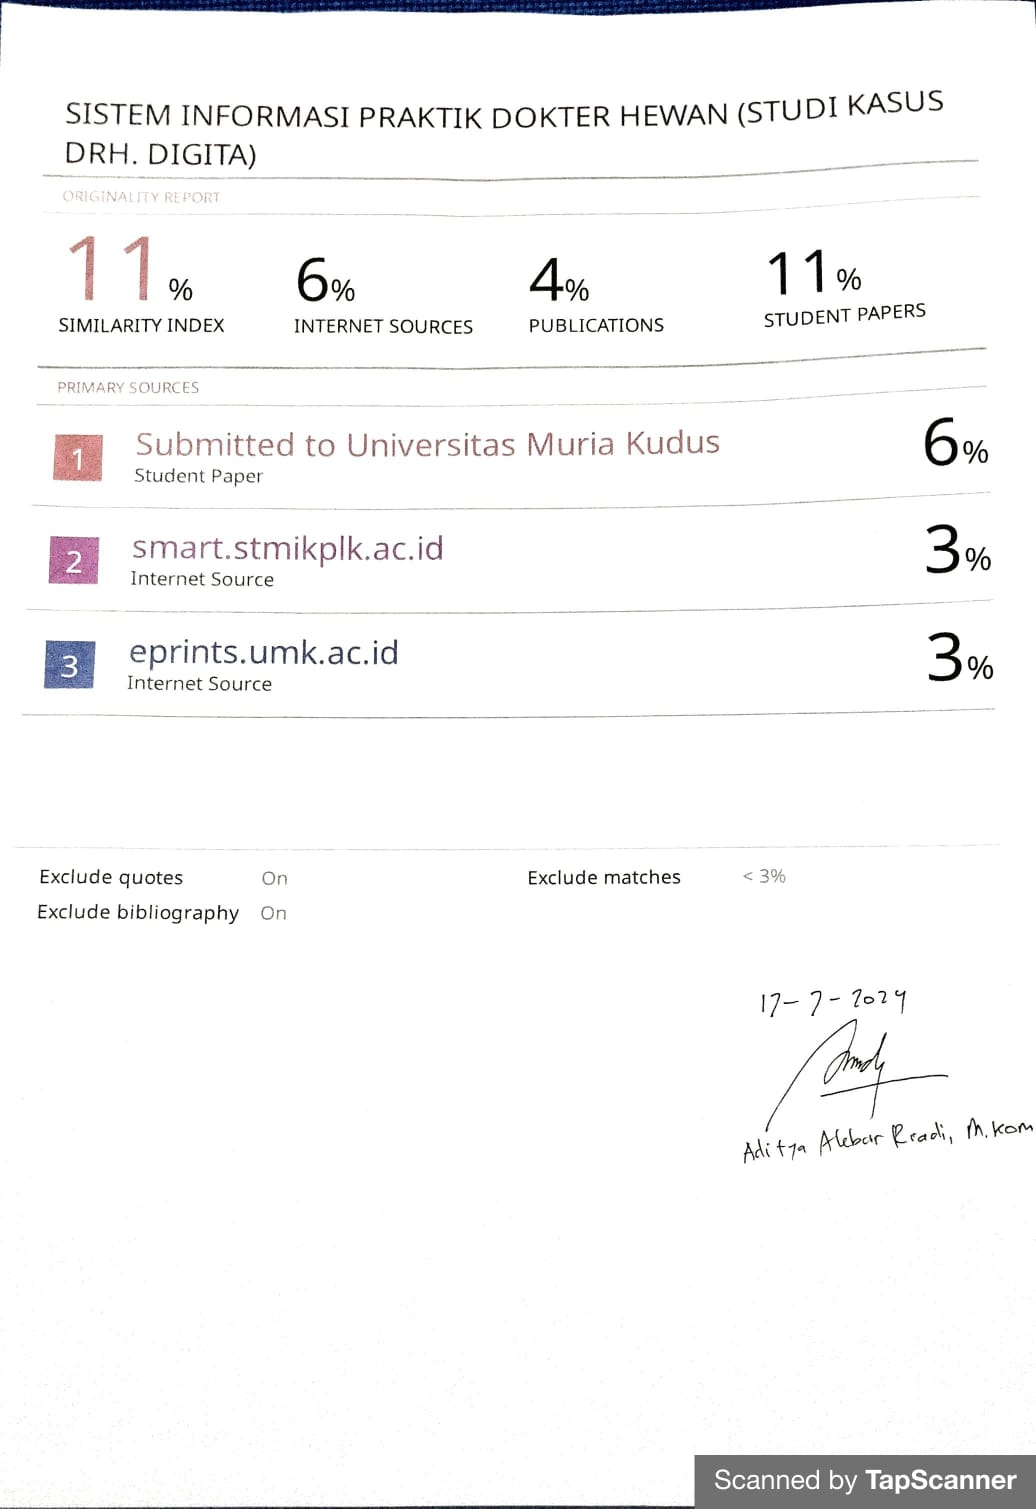 SISTEM INFORMASI PRAKTIK DOKTER HEWAN (STUDI KASUS
DRH. DIGITA)
ORIGINALITY REPORT
11% 6% 4% 11%
SIMILARITY INDEX INTERNET SOURCES PUBLICATIONS STUDENT PAPERS
PRIMARY SOURCES
1 Submitted to Universitas Muria Kudus 6%
Student Paper
2 smart.stmikplk.ac.id 3%
Internet Source
3 eprints.umk.ac.id 3%
Internet Source
Exclude quotes On Exclude matches < 3%
Exclude bibliography On
17-7-2024
Aditya Akbar Riadi, M.Kom
Scanned by TapScanner